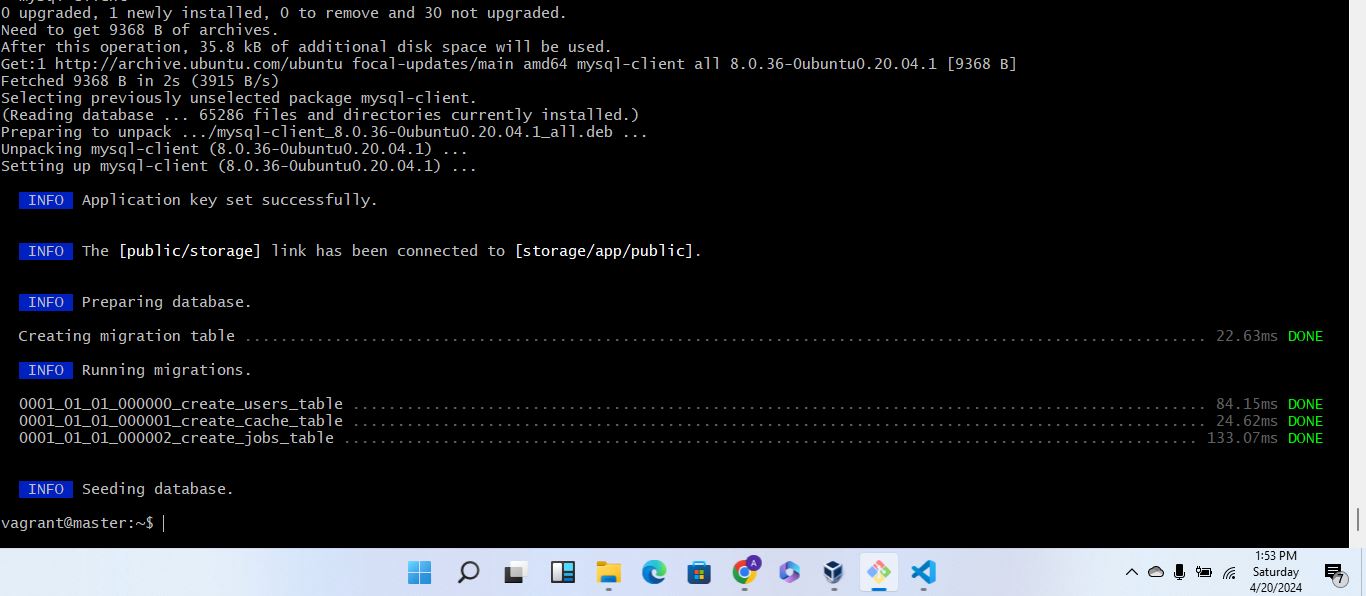 0 upgraded, 1 newly installed, 0 to remove and 30 not upgraded.
Need to get 9368 B of archives.
After this operation, 35.8 kB of additional disk space will be used.
Get:1 http://archive.ubuntu.com/ubuntu focal-updates/main amd64 mysql-client all 8.0.36-0ubuntu0.20.04.1 [9368 B]
Fetched 9368 B in 2s (3915 B/s)
Selecting previously unselected package mysql-client.
(Reading database ... 65286 files and directories currently installed.)
Preparing to unpack .../mysql-client_8.0.36-0ubuntu0.20.04.1_all.deb ...
Unpacking mysql-client (8.0.36-0ubuntu0.20.04.1) ...
Setting up mysql-client (8.0.36-0ubuntu0.20.04.1) ...
INFO Application key set successfully.
INFO The [public/storage] link has been connected to [storage/app/public].
INFO Preparing database.
Creating migration table .......................................................................................................... 22.63ms DONE
INFO Running migrations.
0001_01_01_000000_create_users_table .............................................................................................. 84.15ms DONE
0001_01_01_000001_create_cache_table .............................................................................................. 24.62ms DONE
0001_01_01_000002_create_jobs_table .............................................................................................. 133.07ms DONE
INFO Seeding database.
vagrant@master:~$
A
1:53 PM
Saturday
4/20/2024
7